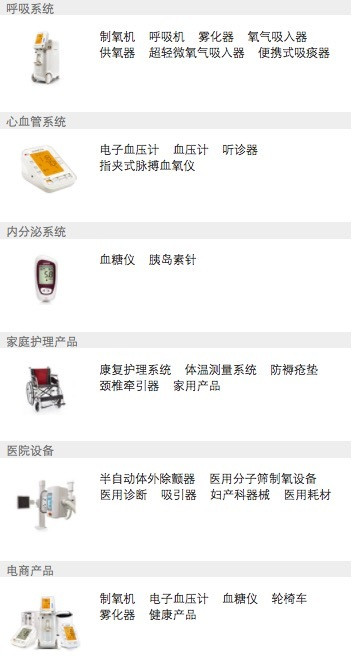 呼吸系统
制氧机 呼吸机 雾化器 氧气吸入器
供氧器 超轻微氧气吸入器 便携式吸痰器
心血管系统
电子血压计 血压计 听诊器
指夹式脉搏血氧仪
内分泌系统
血糖仪 胰岛素针
家庭护理产品
康复护理系统 体温测量系统 防褥疮垫
颈椎牵引器 家用产品
医院设备
半自动体外除颤器 医用分子筛制氧设备
医用诊断 吸引器 妇产科器械 医用耗材
电商产品
制氧机 电子血压计 血糖仪 轮椅车
雾化器 健康产品